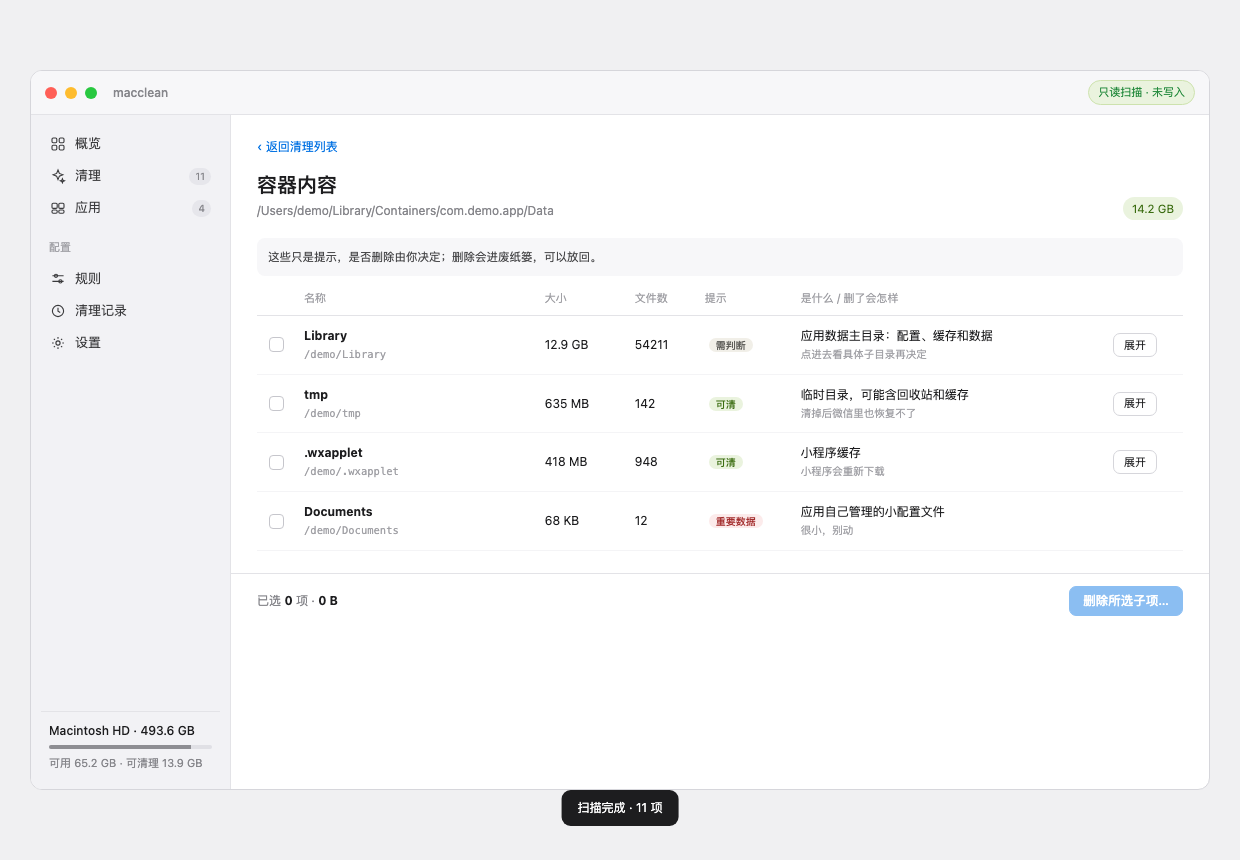 macclean
只读扫描 · 未写入
概览
清理 11
应用 4
配置
规则
清理记录
设置
Macintosh HD · 493.6 GB
可用 65.2 GB · 可清理 13.9 GB
‹ 返回清理列表
容器内容
/Users/demo/Library/Containers/com.demo.app/Data
14.2 GB
这些只是提示，是否删除由你决定；删除会进废纸篓，可以放回。
名称 大小 文件数 提示 是什么 / 删了会怎样
Library
/demo/Library
12.9 GB 54211 需判断
应用数据主目录：配置、缓存和数据
点进去看具体子目录再决定
展开
tmp
/demo/tmp
635 MB 142 可清
临时目录，可能含回收站和缓存
清掉后微信里也恢复不了
展开
.wxapplet
/demo/.wxapplet
418 MB 948 可清
小程序缓存
小程序会重新下载
展开
Documents
/demo/Documents
68 KB 12 重要数据
应用自己管理的小配置文件
很小，别动
已选 0 项 · 0 B
删除所选子项...
扫描完成 · 11 项